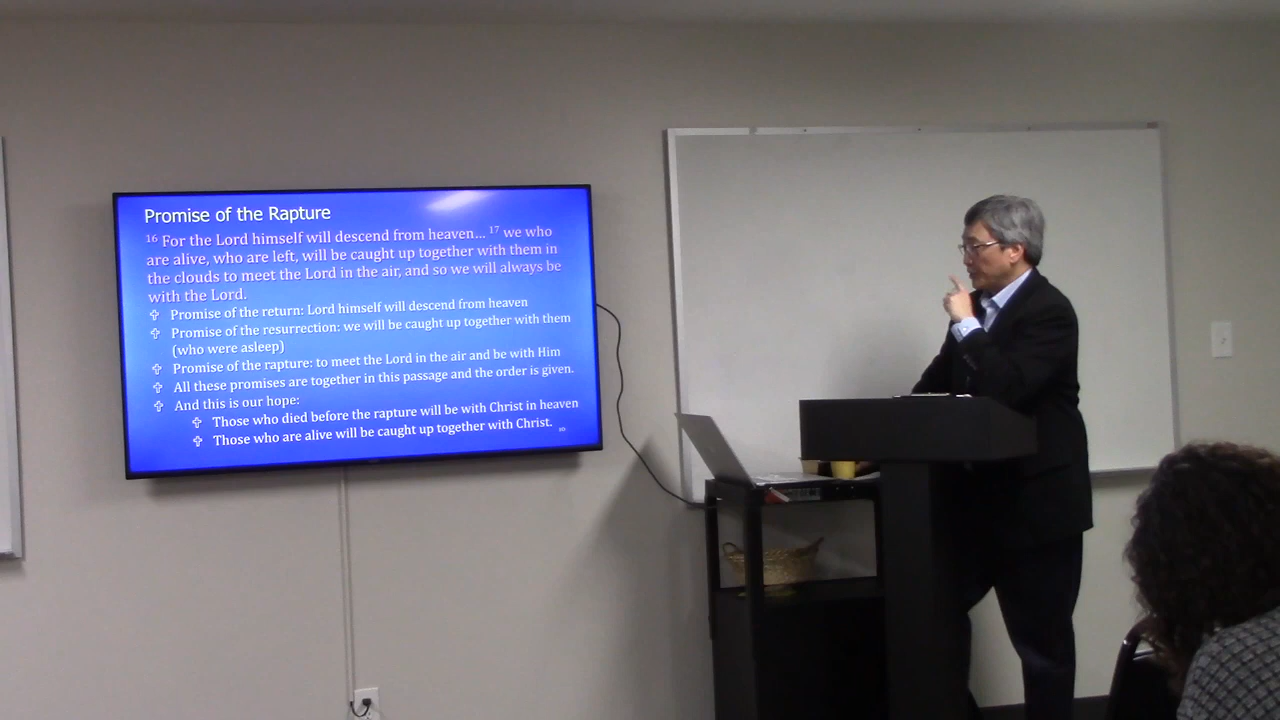 Promise of the Rapture
16 For the Lord himself will descend from heaven... 17 we who
are alive, who are left, will be caught up together with them in
the clouds to meet the Lord in the air, and so we will always be
with the Lord.
Promise of the return: Lord himself will descend from heaven
Promise of the resurrection: we will be caught up together with them
(who were asleep)
Promise of the rapture: to meet the Lord in the air and be with Him
All these promises are together in this passage and the order is given.
And this is our hope:
Those who died before the rapture will be with Christ in heaven
Those who are alive will be caught up together with Christ.
10